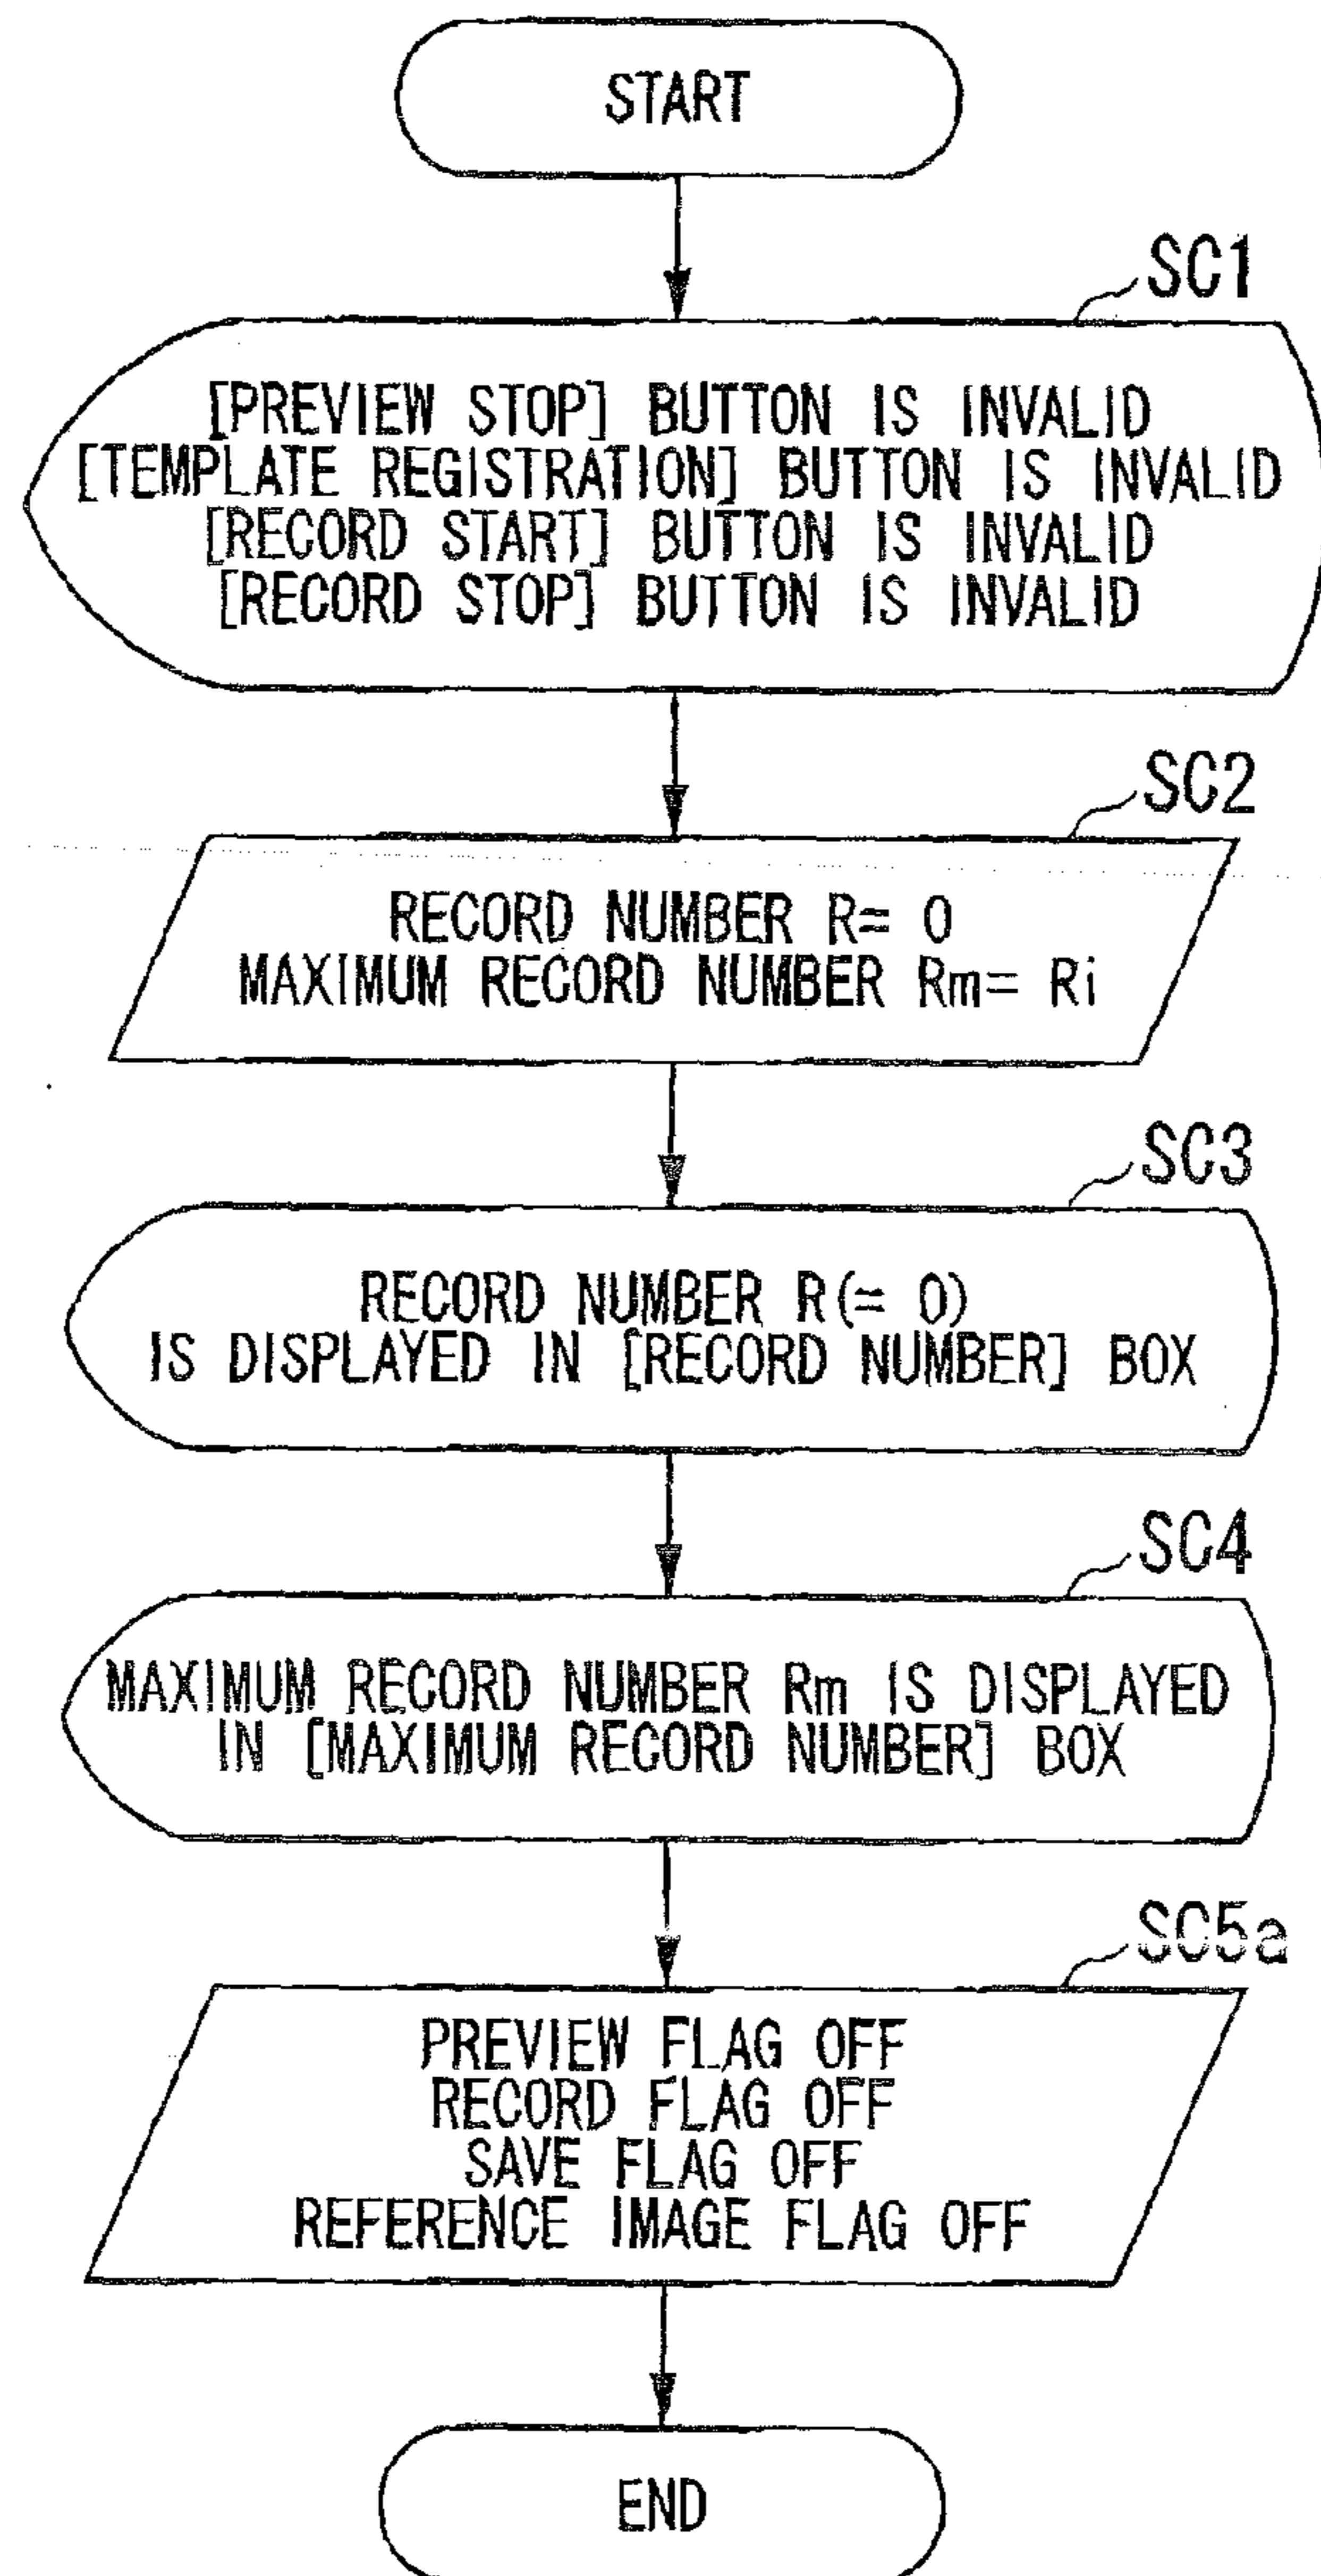 START
SC1
[PREVIEW STOP] BUTTON IS INVALID
[TEMPLATE REGISTRATION] BUTTON IS INVALID
[RECORD START] BUTTON IS INVALID
[RECORD STOP] BUTTON IS INVALID
SC2
RECORD NUMBER R= 0
MAXIMUM RECORD NUMBER Rm= Ri
SC3
RECORD NUMBER R(= 0)
IS DISPLAYED IN [RECORD NUMBER] BOX
SC4
MAXIMUM RECORD NUMBER Rm IS DISPLAYED
IN [MAXIMUM RECORD NUMBER] BOX
SC5a
PREVIEW FLAG OFF
RECORD FLAG OFF
SAVE FLAG OFF
REFERENCE IMAGE FLAG OFF
END